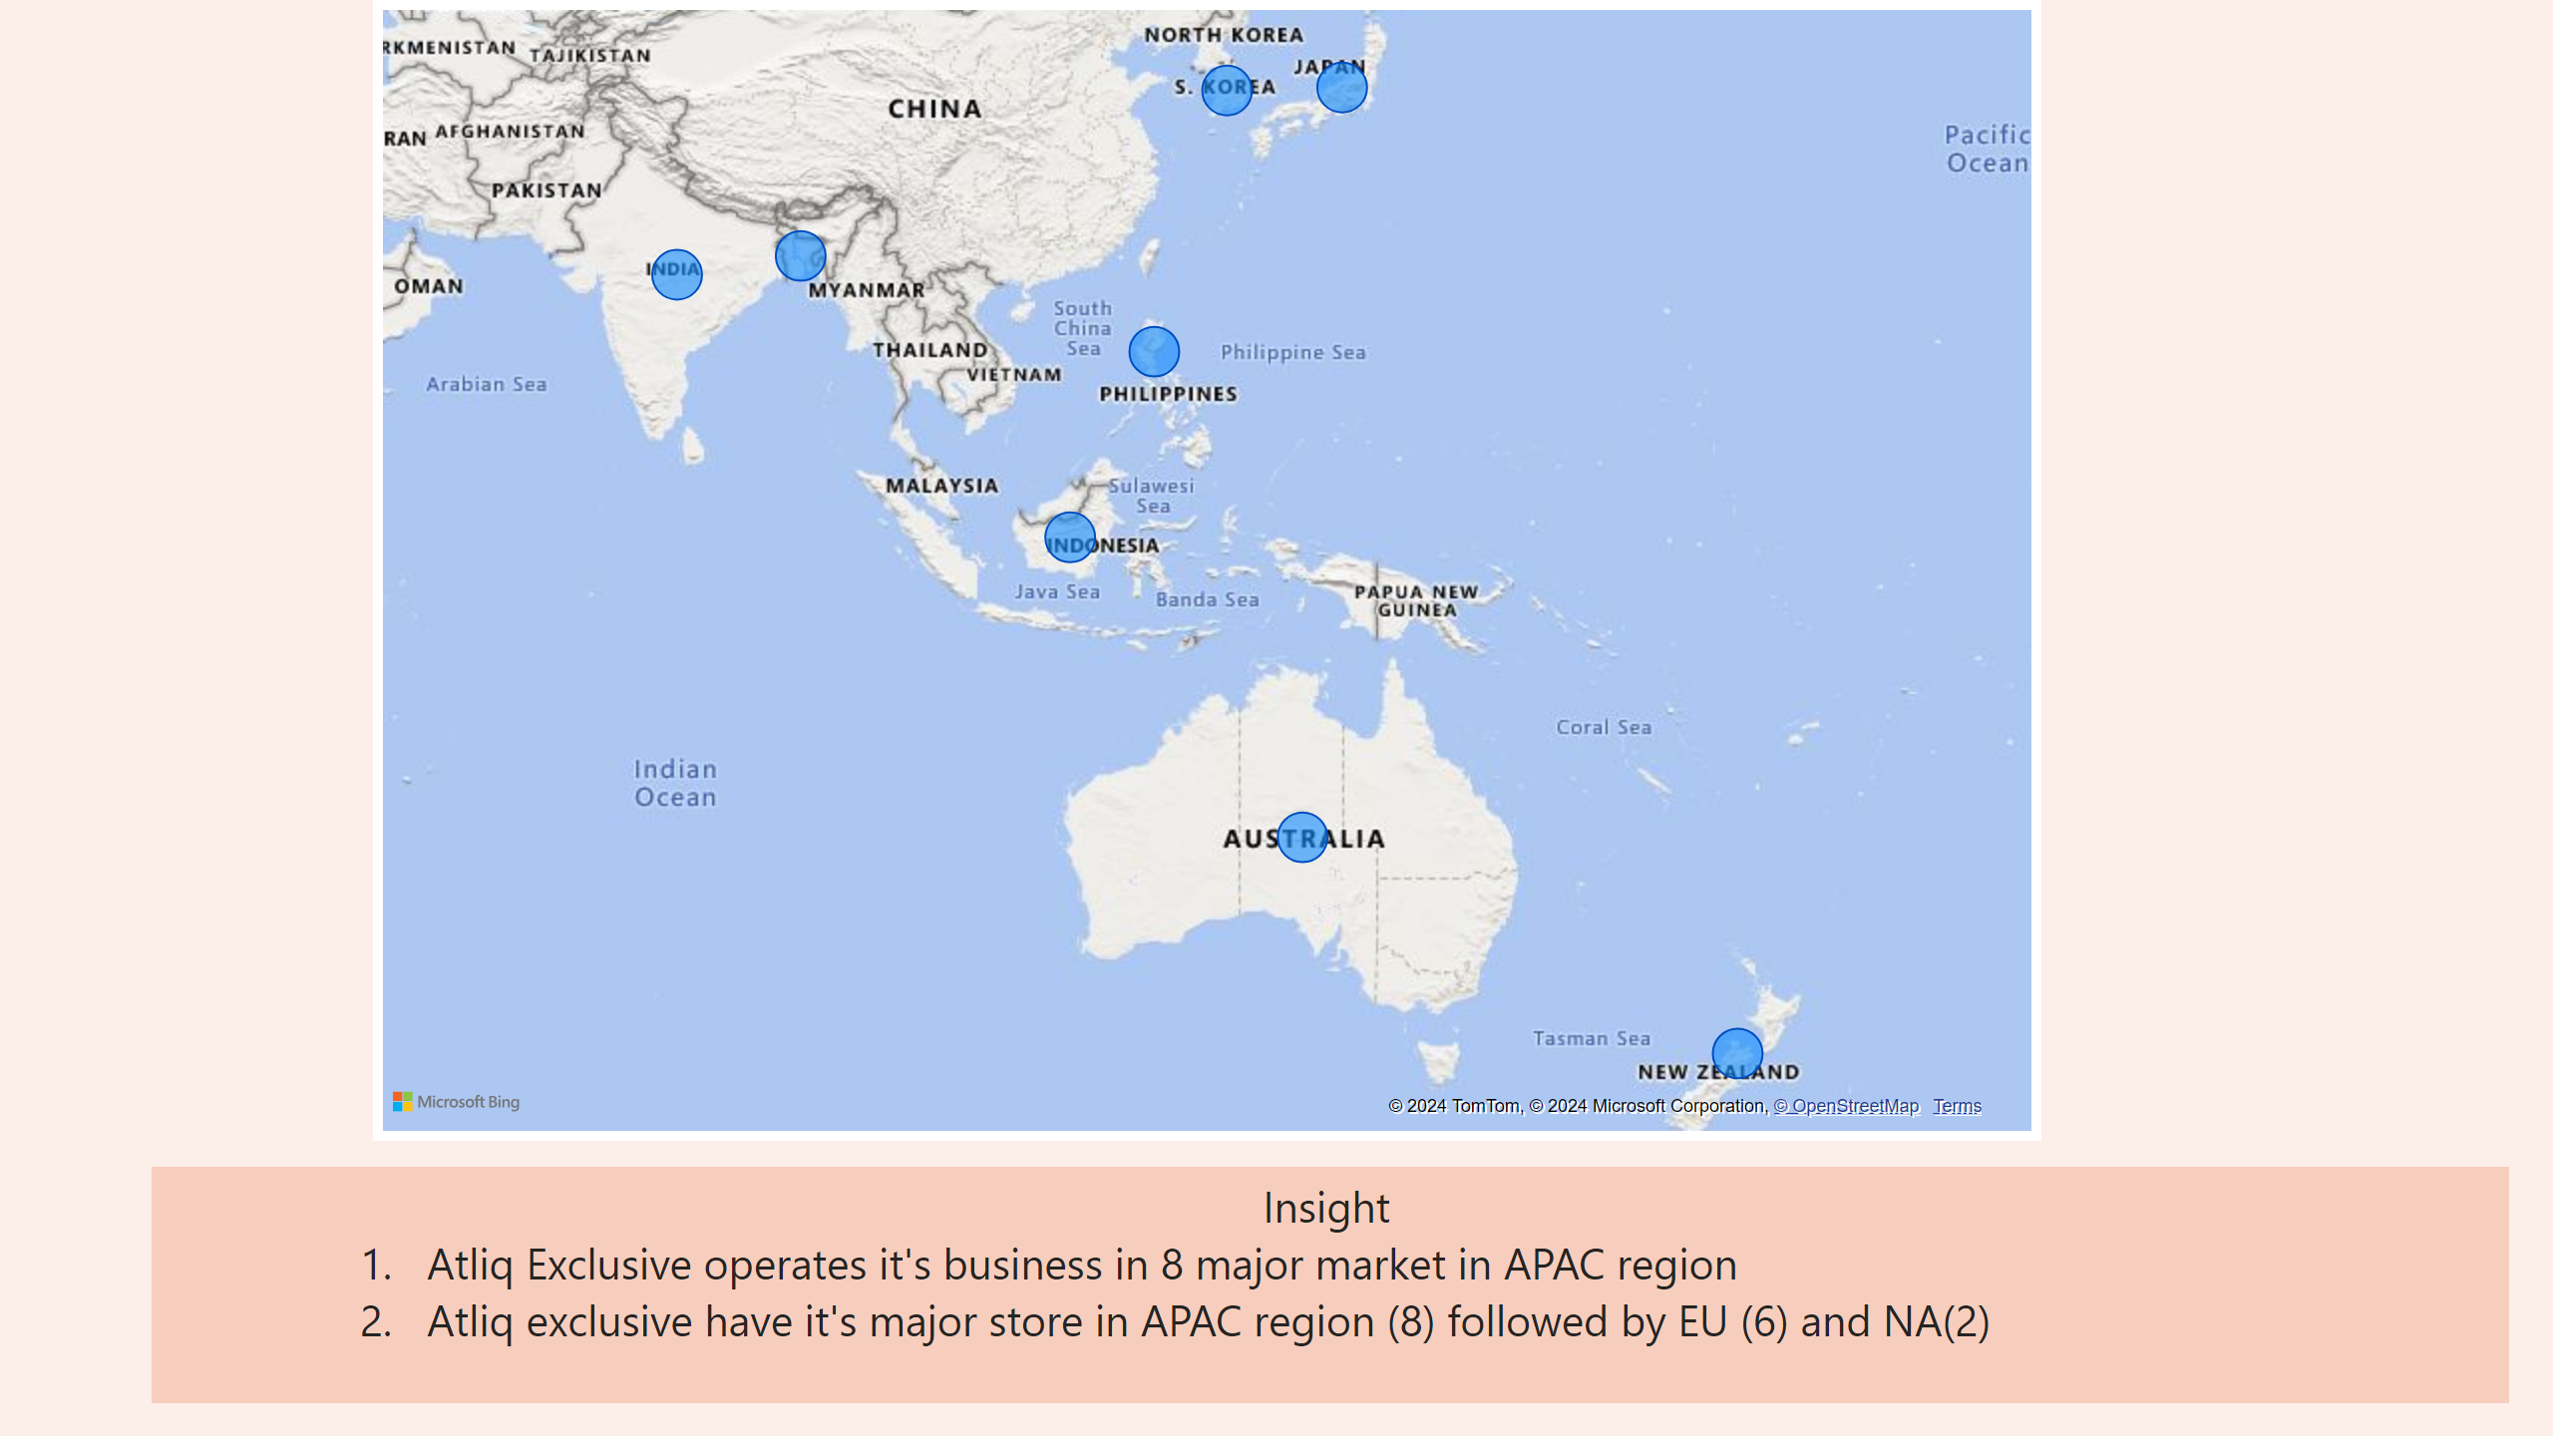 NORTH KOREA
RKMENISTAN
TAJIKISTAN
JAPAN
S. KOREA
CHINA
RAN
AFGHANISTAN
Pacific
Ocean
PAKISTAN
INDIA
OMAN
MYANMAR
South
China
Sea
THAILAND
Philippine Sea
VIETNAM
Arabian Sea
PHILIPPINES
MALAYSIA
Sulawesi
Sea
INDONESIA
Java Sea
Banda Sea
PAPUA NEW
GUINEA
Coral Sea
Indian
Ocean
AUSTRALIA
Tasman Sea
NEW ZEALAND
Microsoft Bing
© 2024 TomTom, © 2024 Microsoft Corporation, © OpenStreetMap Terms
Insight
1. Atliq Exclusive operates it's business in 8 major market in APAC region
2. Atliq exclusive have it's major store in APAC region (8) followed by EU (6) and NA(2)